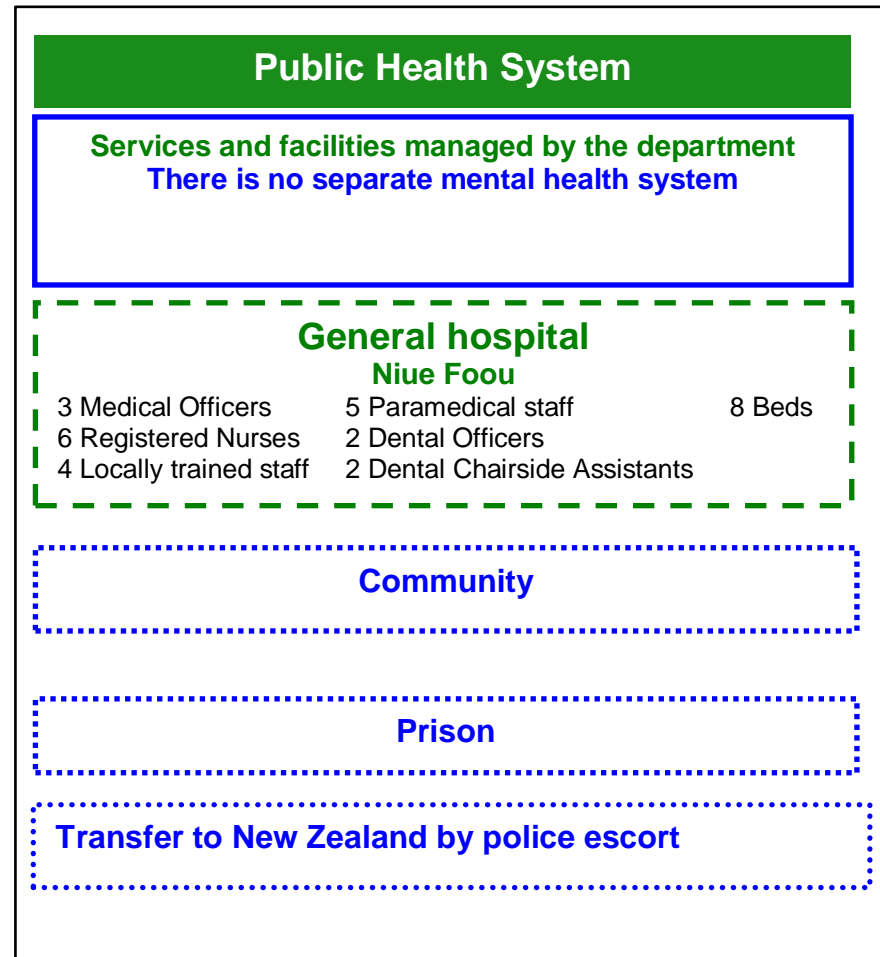 Public Health System
Services and facilities managed by the department
There is no separate mental health system
General hospital
Niue Foou
3 Medical Officers 5 Paramedical staff 8 Beds
6 Registered Nurses 2 Dental Officers
4 Locally trained staff 2 Dental Chairside Assistants
Community
Prison
Transfer to New Zealand by police escort